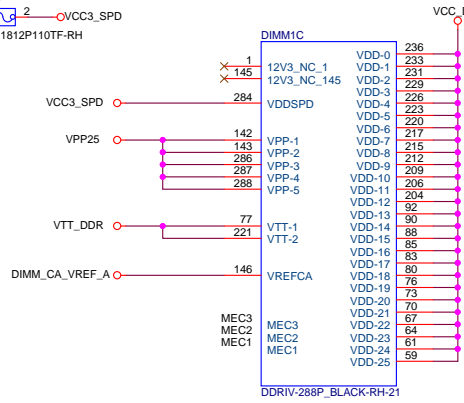 2 VCC3_SPD VCC_
1812P110TF-RH
DIMM1C
236
1 12V3_NC_1 VDD-0 233
145 12V3_NC_145 VDD-1 231
VDD-2 229
VCC3_SPD 284 VDDSPD VDD-3 226
VDD-4 223
VDD-5 220
VPP25 142 VPP-1 VDD-6 217
143 VPP-2 VDD-7 215
286 VPP-3 VDD-8 212
287 VPP-4 VDD-9 209
288 VPP-5 VDD-10 206
VDD-11 204
VDD-12 92
VTT_DDR 77 VTT-1 VDD-13 90
221 VTT-2 VDD-14 88
VDD-15 85
VDD-16 83
DIMM_CA_VREF_A 146 VREFCA VDD-17 80
VDD-18 76
VDD-19 73
VDD-20 70
MEC3 MEC3 VDD-21 67
MEC2 MEC2 VDD-22 64
MEC1 MEC1 VDD-23 61
VDD-24 59
VDD-25
DDRIV-288P_BLACK-RH-21